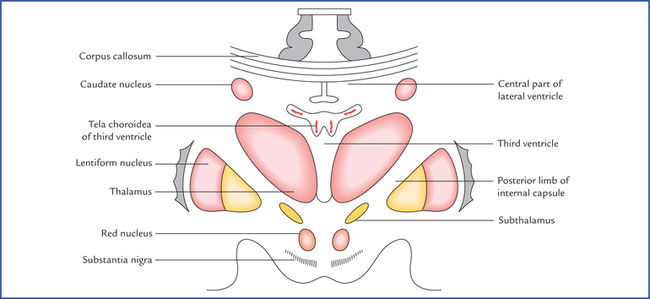 Corpus callosum
Caudate nucleus
Tela choroidea
of third ventricle
Lentiform nucleus
Thalamus
Red nucleus
Substantia nigra
Central part of
lateral ventricle
Third ventricle
Posterior limb of
internal capsule
Subthalamus